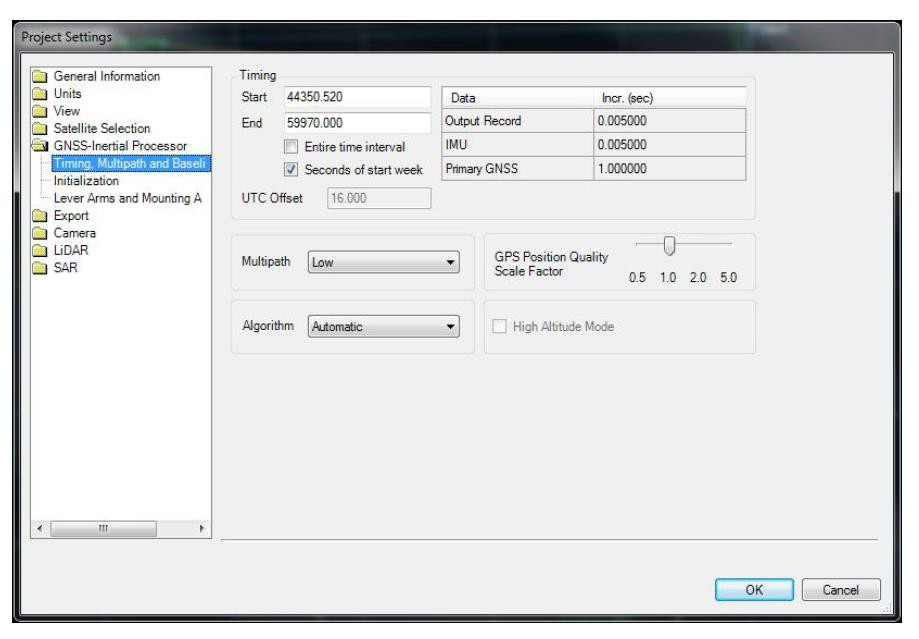 Project Settings
General Information
Units
View
Satellite Selection
GNSS-Inertial Processor
Timing, Multipath and Baseli
Initialization
Lever Arms and Mounting A
Export
Camera
LiDAR
SAR
Timing
Start 44350.520
End 59970.000
Entire time interval
Seconds of start week
UTC Offset 16.000
Data Incr. (sec)
Output Record 0.005000
IMU 0.005000
Primary GNSS 1.000000
Multipath Low
GPS Position Quality
Scale Factor
0.5 1.0 2.0 5.0
Algorithm Automatic
High Altitude Mode
OK Cancel